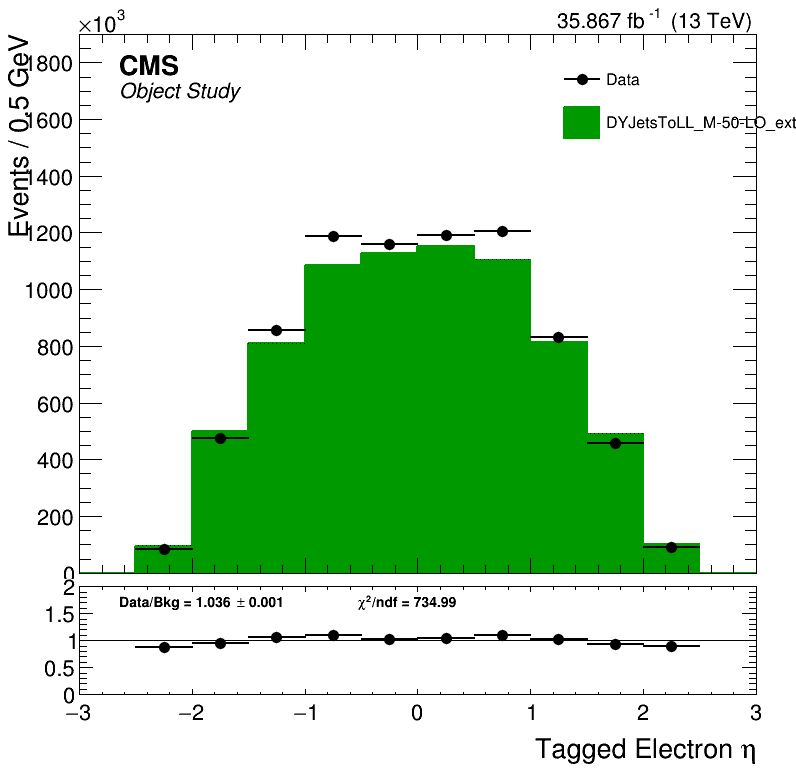 ×10³
35.867 fb⁻¹ (13 TeV)
Events / 0.5 GeV
CMS
Object Study
Data
DYJetsToLL_M-50-LO_ext
1800
1600
1400
1200
1000
800
600
400
200
0
Data/Bkg = 1.036 ± 0.001
χ²/ndf = 734.99
2
1.5
1
0.5
0
−3 −2 −1 0 1 2 3
Tagged Electron η